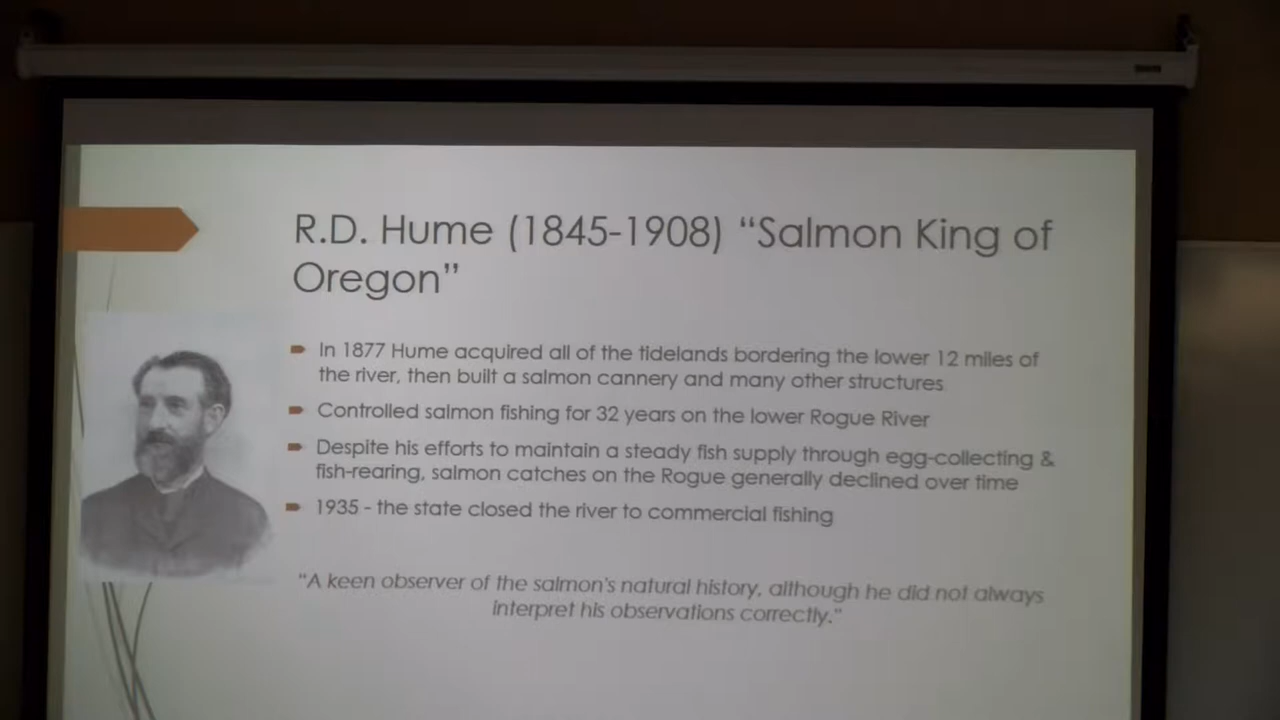 R.D. Hume (1845-1908) “Salmon King of
Oregon”
In 1877 Hume acquired all of the tidelands bordering the lower 12 miles of
the river, then built a salmon cannery and many other structures
Controlled salmon fishing for 32 years on the lower Rogue River
Despite his efforts to maintain a steady fish supply through egg-collecting &
fish-rearing, salmon catches on the Rogue generally declined over time
1935 - the state closed the river to commercial fishing
“A keen observer of the salmon’s natural history, although he did not always
interpret his observations correctly.”